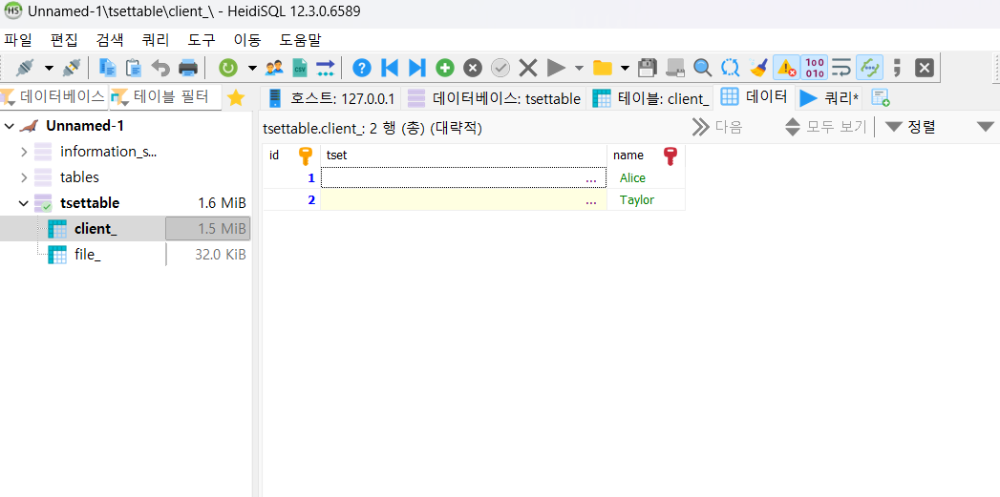 HS Unnamed-1\tsettable\client_\ - HeidiSQL 12.3.0.6589
파일 편집 검색 쿼리 도구 이동 도움말
CSV 100 010
데이터베이스 테이블 필터 호스트: 127.0.0.1 데이터베이스: tsettable 테이블: client_ 데이터 쿼리*
Unnamed-1 tsettable.client_: 2 행 (총) (대략적) 다음 모두 보기 정렬
information_s... id tset name
tables 1 ... Alice
tsettable 1.6 MiB 2 ... Taylor
client_ 1.5 MiB
file_ 32.0 KiB